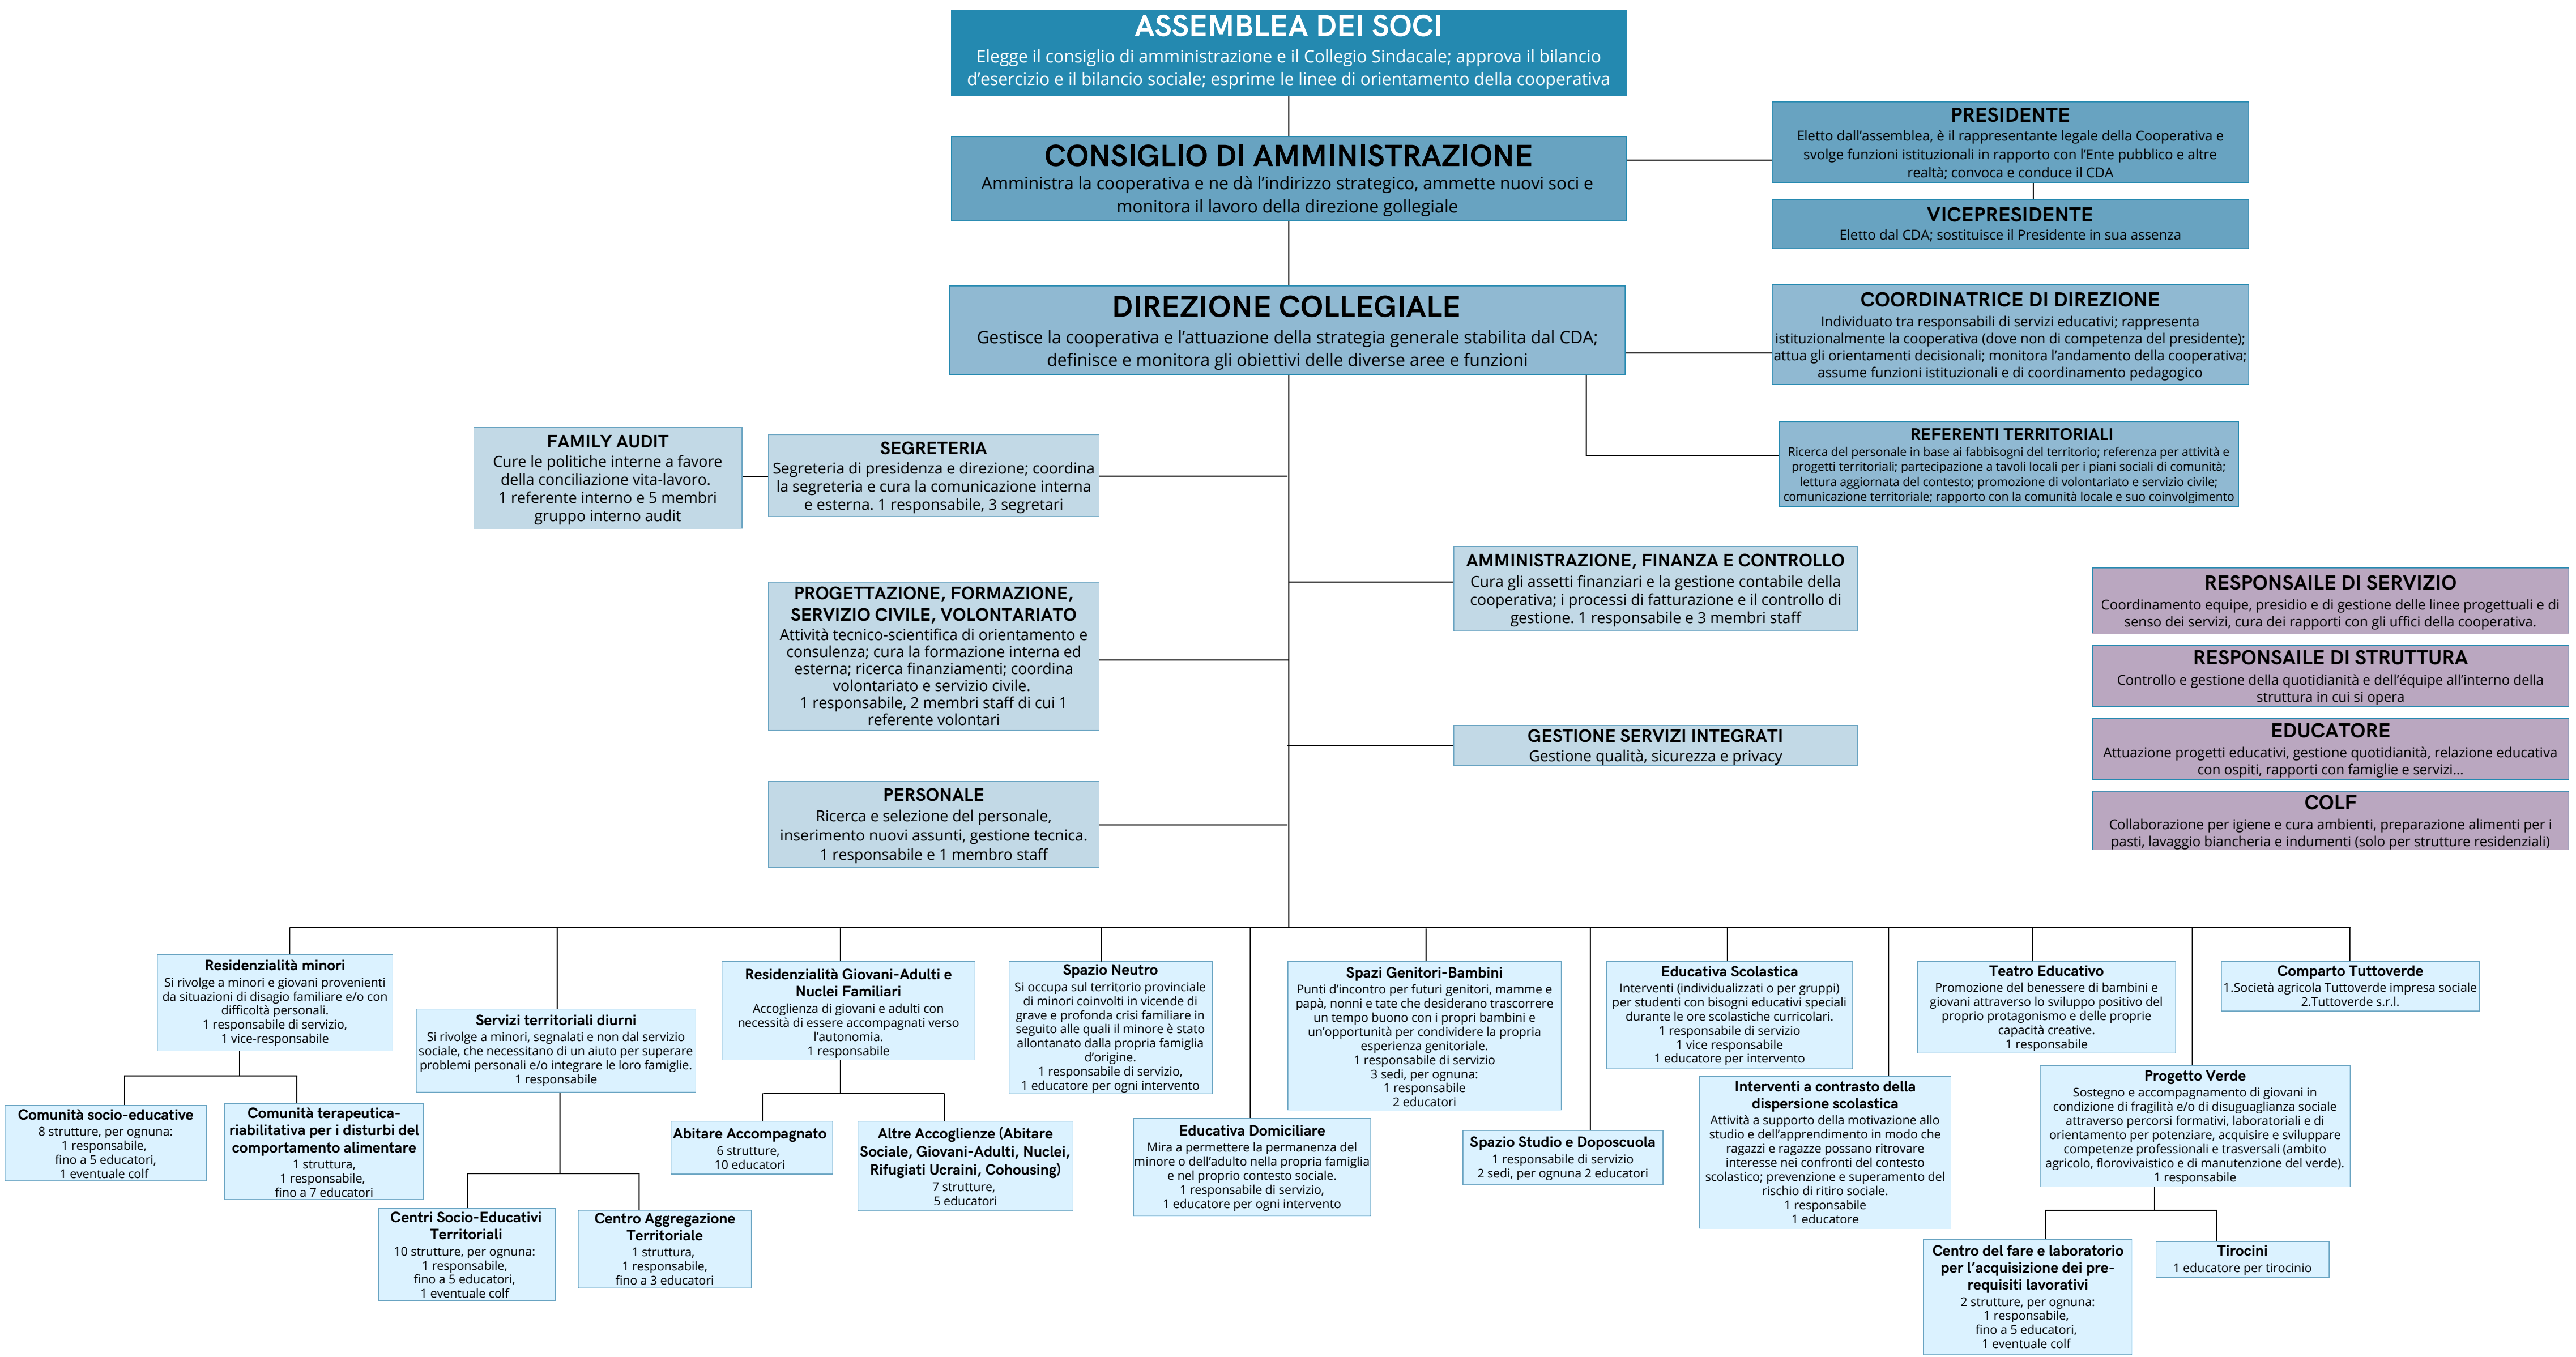 ASSEMBLEA DEI SOCI
Elegge il consiglio di amministrazione e il Collegio Sindacale; approva il bilancio
d'esercizio e il bilancio sociale; esprime le linee di orientamento della cooperativa
CONSIGLIO DI AMMINISTRAZIONE
Amministra la cooperativa e ne dà l'indirizzo strategico, ammette nuovi soci e
monitora il lavoro della direzione gollegiale
PRESIDENTE
Eletto dall'assemblea, è il rappresentante legale della Cooperativa e
svolge funzioni istituzionali in rapporto con l'Ente pubblico e altre
realtà; convoca e conduce il CDA
VICEPRESIDENTE
Eletto dal CDA; sostituisce il Presidente in sua assenza
DIREZIONE COLLEGIALE
Gestisce la cooperativa e l'attuazione della strategia generale stabilita dal CDA;
definisce e monitora gli obiettivi delle diverse aree e funzioni
COORDINATRICE DI DIREZIONE
Individuato tra responsabili di servizi educativi; rappresenta
istituzionalmente la cooperativa (dove non di competenza del presidente);
attua gli orientamenti decisionali; monitora l'andamento della cooperativa;
assume funzioni istituzionali e di coordinamento pedagogico
REFERENTI TERRITORIALI
Ricerca del personale in base ai fabbisogni del territorio; referenza per attività e
progetti territoriali; partecipazione a tavoli locali per i piani sociali di comunità;
lettura aggiornata del contesto; promozione di volontariato e servizio civile;
comunicazione territoriale; rapporto con la comunità locale e suo coinvolgimento
FAMILY AUDIT
Cure le politiche interne a favore
della conciliazione vita-lavoro.
1 referente interno e 5 membri
gruppo interno audit
SEGRETERIA
Segreteria di presidenza e direzione; coordina
la segreteria e cura la comunicazione interna
e esterna. 1 responsabile, 3 segretari
AMMINISTRAZIONE, FINANZA E CONTROLLO
Cura gli assetti finanziari e la gestione contabile della
cooperativa; i processi di fatturazione e il controllo di
gestione. 1 responsabile e 3 membri staff
PROGETTAZIONE, FORMAZIONE,
SERVIZIO CIVILE, VOLONTARIATO
Attività tecnico-scientifica di orientamento e
consulenza; cura la formazione interna ed
esterna; ricerca finanziamenti; coordina
volontariato e servizio civile.
1 responsabile, 2 membri staff di cui 1
referente volontari
GESTIONE SERVIZI INTEGRATI
Gestione qualità, sicurezza e privacy
PERSONALE
Ricerca e selezione del personale,
inserimento nuovi assunti, gestione tecnica.
1 responsabile e 1 membro staff
RESPONSAILE DI SERVIZIO
Coordinamento equipe, presidio e di gestione delle linee progettuali e di
senso dei servizi, cura dei rapporti con gli uffici della cooperativa.
RESPONSAILE DI STRUTTURA
Controllo e gestione della quotidianità e dell'équipe all'interno della
struttura in cui si opera
EDUCATORE
Attuazione progetti educativi, gestione quotidianità, relazione educativa
con ospiti, rapporti con famiglie e servizi...
COLF
Collaborazione per igiene e cura ambienti, preparazione alimenti per i
pasti, lavaggio biancheria e indumenti (solo per strutture residenziali)
Residenzialità minori
Si rivolge a minori e giovani provenienti
da situazioni di disagio familiare e/o con
difficoltà personali.
1 responsabile di servizio,
1 vice-responsabile
Comunità socio-educative
8 strutture, per ognuna:
1 responsabile,
fino a 5 educatori,
1 eventuale colf
Comunità terapeutica-
riabilitativa per i disturbi del
comportamento alimentare
1 struttura,
1 responsabile,
fino a 7 educatori
Servizi territoriali diurni
Si rivolge a minori, segnalati e non dal servizio
sociale, che necessitano di un aiuto per superare
problemi personali e/o integrare le loro famiglie.
1 responsabile
Centri Socio-Educativi
Territoriali
10 strutture, per ognuna:
1 responsabile,
fino a 5 educatori,
1 eventuale colf
Centro Aggregazione
Territoriale
1 struttura,
1 responsabile,
fino a 3 educatori
Residenzialità Giovani-Adulti e
Nuclei Familiari
Accoglienza di giovani e adulti con
necessità di essere accompagnati verso
l'autonomia.
1 responsabile
Abitare Accompagnato
6 strutture,
10 educatori
Altre Accoglienze (Abitare
Sociale, Giovani-Adulti, Nuclei,
Rifugiati Ucraini, Cohousing)
7 strutture,
5 educatori
Spazio Neutro
Si occupa sul territorio provinciale
di minori coinvolti in vicende di
grave e profonda crisi familiare in
seguito alle quali il minore è stato
allontanato dalla propria famiglia
d'origine.
1 responsabile di servizio,
1 educatore per ogni intervento
Educativa Domiciliare
Mira a permettere la permanenza del
minore o dell'adulto nella propria famiglia
e nel proprio contesto sociale.
1 responsabile di servizio,
1 educatore per ogni intervento
Spazi Genitori-Bambini
Punti d'incontro per futuri genitori, mamme e
papà, nonni e tate che desiderano trascorrere
un tempo buono con i propri bambini e
un'opportunità per condividere la propria
esperienza genitoriale.
1 responsabile di servizio
3 sedi, per ognuna:
1 responsabile
2 educatori
Spazio Studio e Doposcuola
1 responsabile di servizio
2 sedi, per ognuna 2 educatori
Educativa Scolastica
Interventi (individualizzati o per gruppi)
per studenti con bisogni educativi speciali
durante le ore scolastiche curricolari.
1 responsabile di servizio
1 vice responsabile
1 educatore per intervento
Interventi a contrasto della
dispersione scolastica
Attività a supporto della motivazione allo
studio e dell'apprendimento in modo che
ragazzi e ragazze possano ritrovare
interesse nei confronti del contesto
scolastico; prevenzione e superamento del
rischio di ritiro sociale.
1 responsabile
1 educatore
Teatro Educativo
Promozione del benessere di bambini e
giovani attraverso lo sviluppo positivo del
proprio protagonismo e delle proprie
capacità creative.
1 responsabile
Progetto Verde
Sostegno e accompagnamento di giovani in
condizione di fragilità e/o di disuguaglianza sociale
attraverso percorsi formativi, laboratoriali e di
orientamento per potenziare, acquisire e sviluppare
competenze professionali e trasversali (ambito
agricolo, florovivaistico e di manutenzione del verde).
1 responsabile
Centro del fare e laboratorio
per l'acquisizione dei pre-
requisiti lavorativi
2 strutture, per ognuna:
1 responsabile,
fino a 5 educatori,
1 eventuale colf
Tirocini
1 educatore per tirocinio
Comparto Tuttoverde
1.Società agricola Tuttoverde impresa sociale
2.Tuttoverde s.r.l.